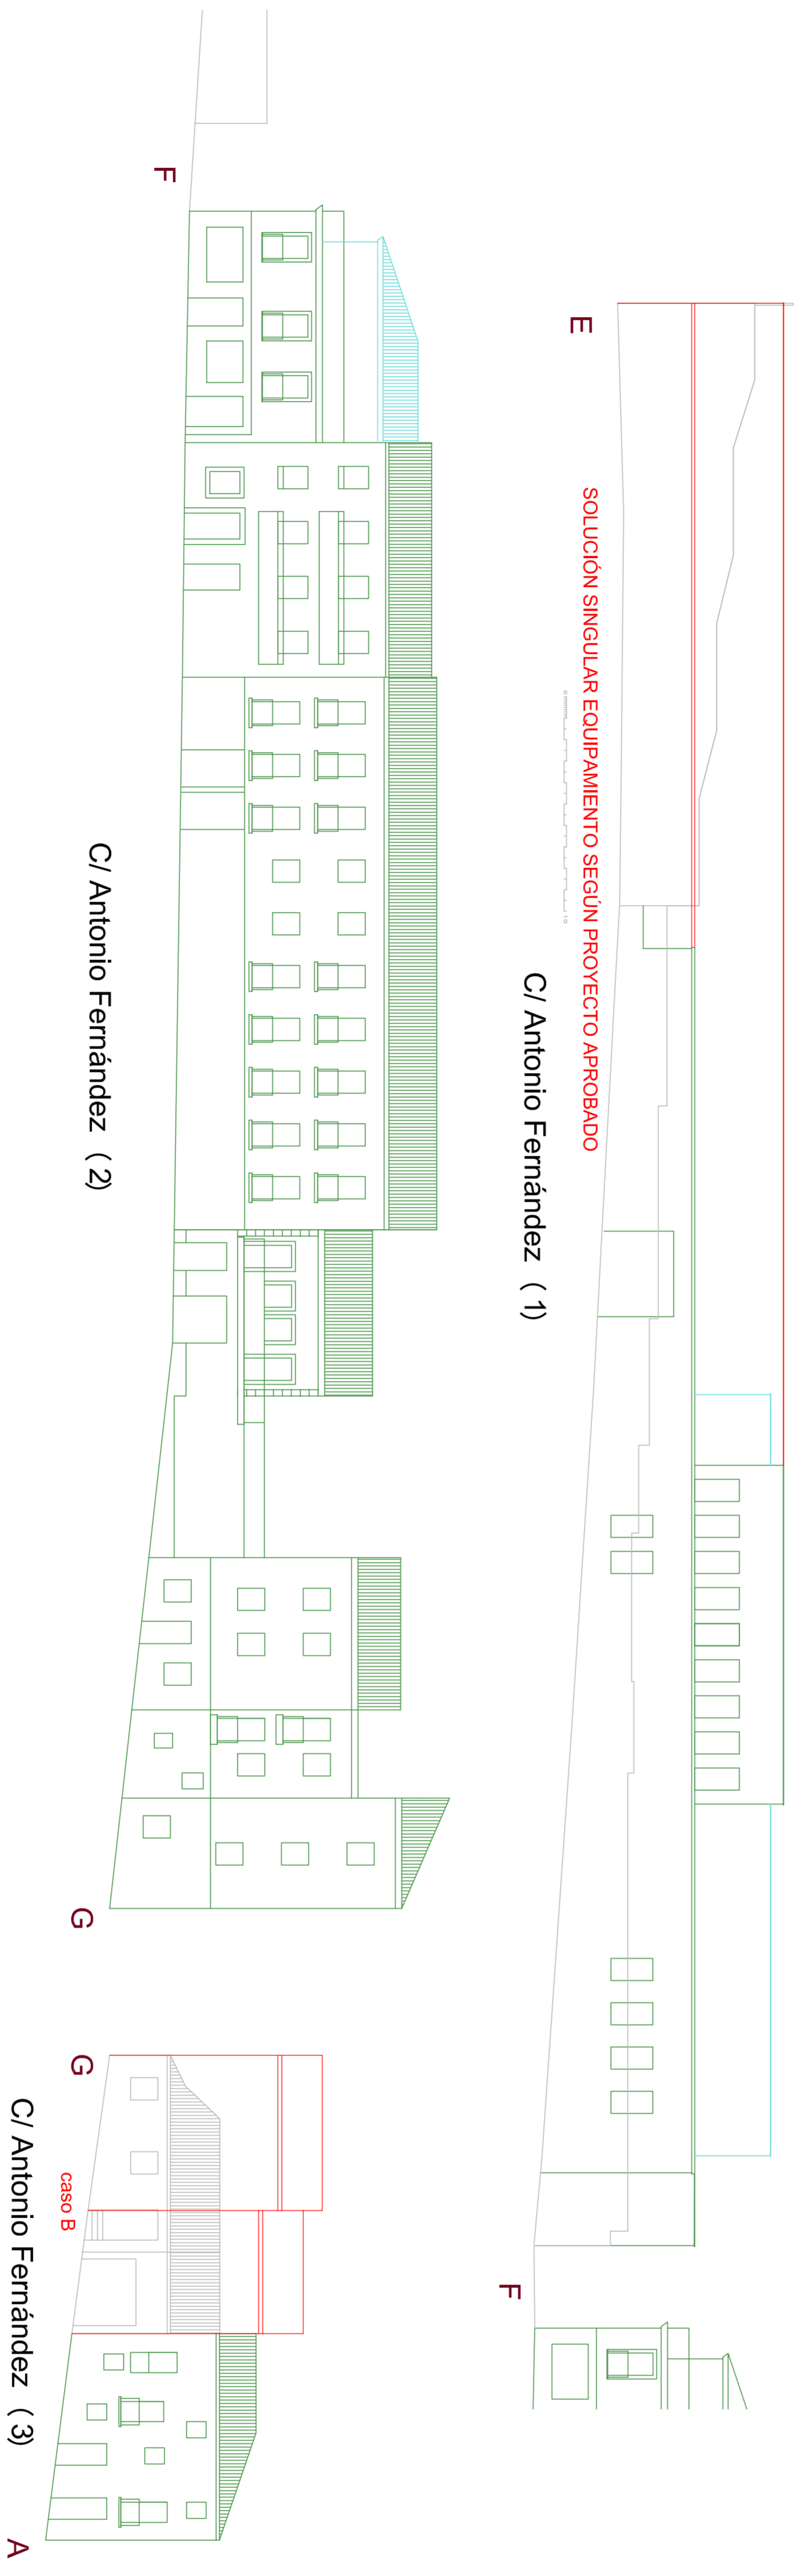 E
SOLUCIÓN SINGULAR EQUIPAMIENTO SEGÚN PROYECTO APROBADO
C/ Antonio Fernández ( 1)
F
F
C/ Antonio Fernández ( 2)
G
G
caso B
C/ Antonio Fernández ( 3)
A